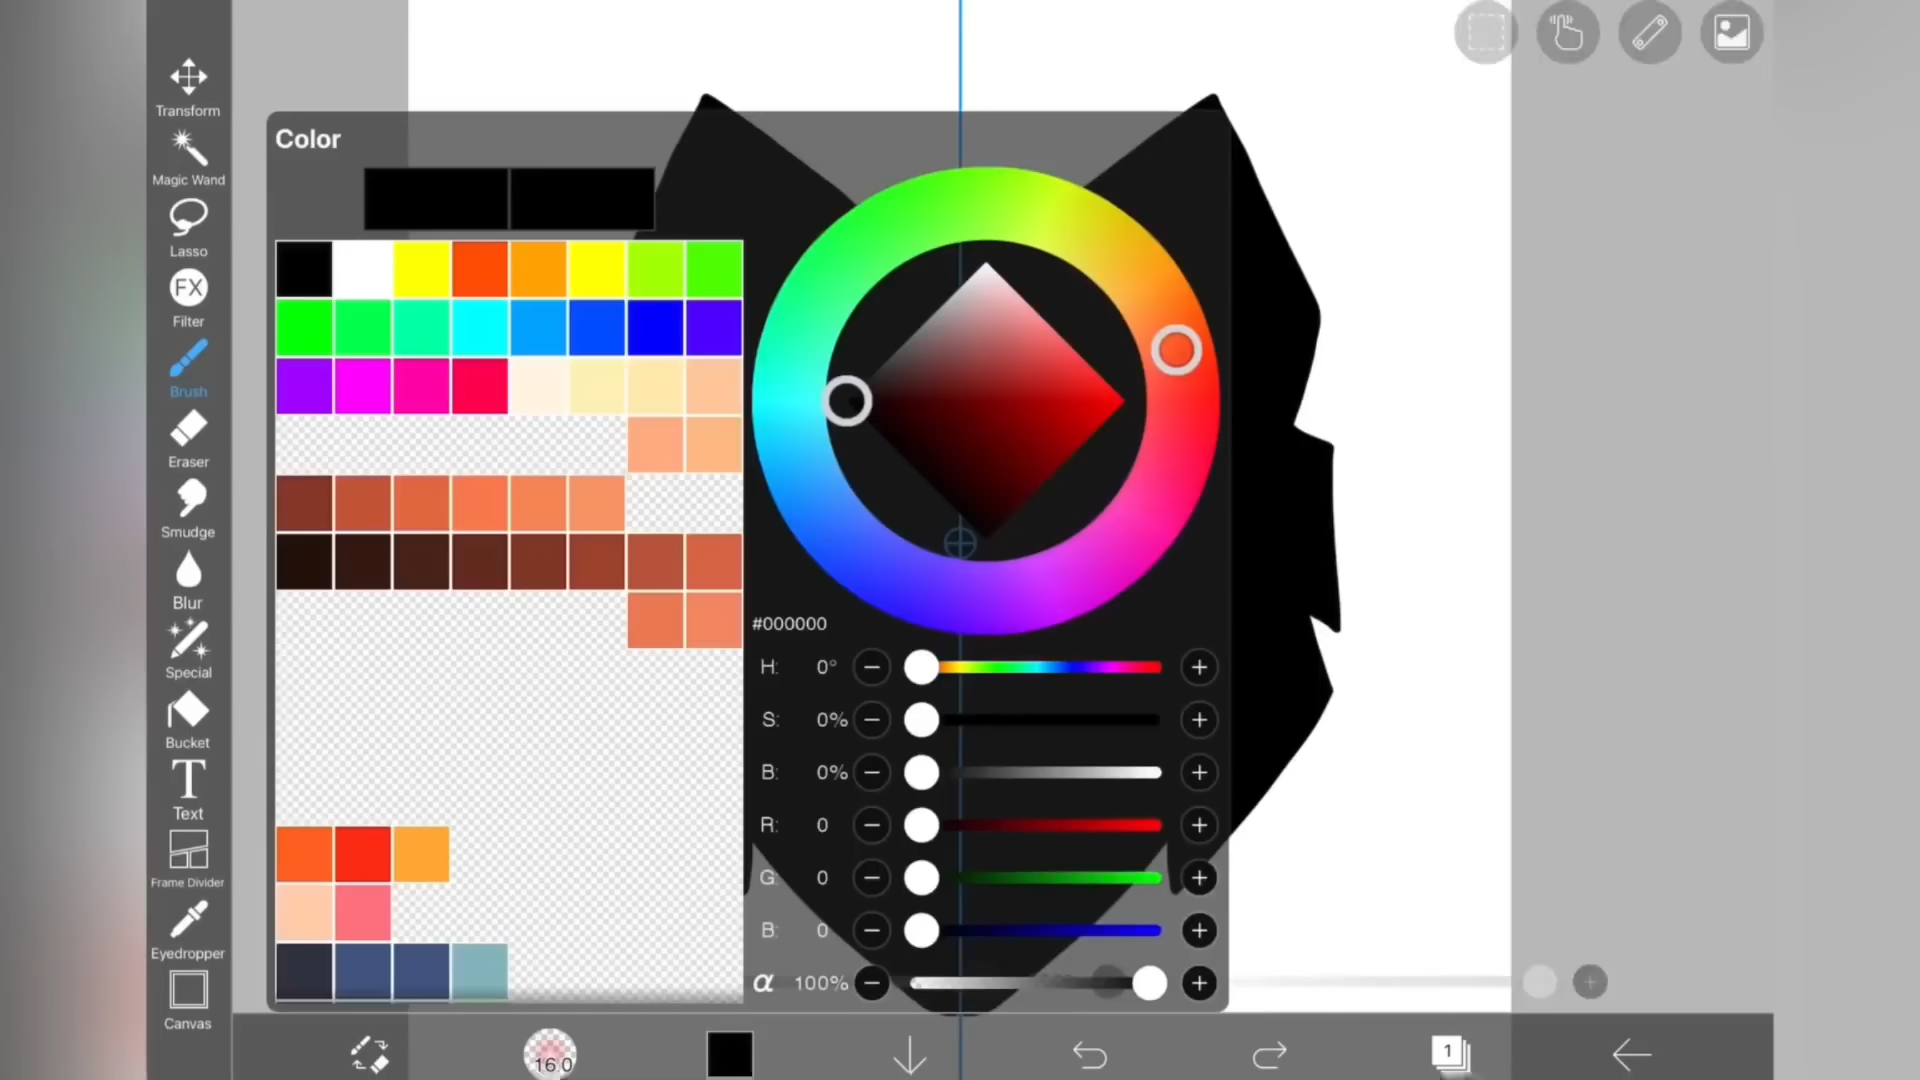 Transform
Magic Wand
Lasso
FX
Filter
Brush
Eraser
Smudge
Blur
Special
Bucket
T
Text
Frame Divider
Eyedropper
Canvas
Color
#000000
H: 0°
S: 0%
B: 0%
R: 0
G: 0
B: 0
α 100%
16.0
1